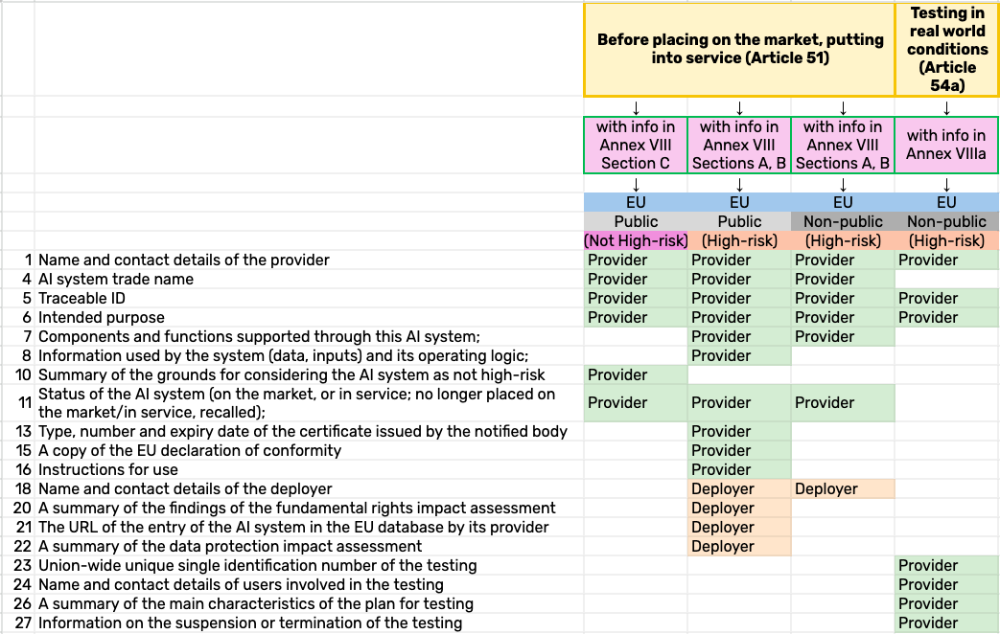 Before placing on the market, putting
into service (Article 51)
Testing in
real world
conditions
(Article
54a)
↓ ↓ ↓ ↓
with info in
Annex VIII
Section C
with info in
Annex VIII
Sections A, B
with info in
Annex VIII
Sections A, B
with info in
Annex VIIIa
↓ ↓ ↓ ↓
EU EU EU EU
Public Public Non-public Non-public
(Not High-risk) (High-risk) (High-risk) (High-risk)
1 Name and contact details of the provider Provider Provider Provider Provider
4 AI system trade name Provider Provider Provider
5 Traceable ID Provider Provider Provider Provider
6 Intended purpose Provider Provider Provider Provider
7 Components and functions supported through this AI system; Provider Provider
8 Information used by the system (data, inputs) and its operating logic; Provider
10 Summary of the grounds for considering the AI system as not high-risk Provider
11 Status of the AI system (on the market, or in service; no longer placed on
the market/in service, recalled); Provider Provider Provider
13 Type, number and expiry date of the certificate issued by the notified body Provider
15 A copy of the EU declaration of conformity Provider
16 Instructions for use Provider
18 Name and contact details of the deployer Deployer Deployer
20 A summary of the findings of the fundamental rights impact assessment Deployer
21 The URL of the entry of the AI system in the EU database by its provider Deployer
22 A summary of the data protection impact assessment Deployer
23 Union-wide unique single identification number of the testing Provider
24 Name and contact details of users involved in the testing Provider
26 A summary of the main characteristics of the plan for testing Provider
27 Information on the suspension or termination of the testing Provider